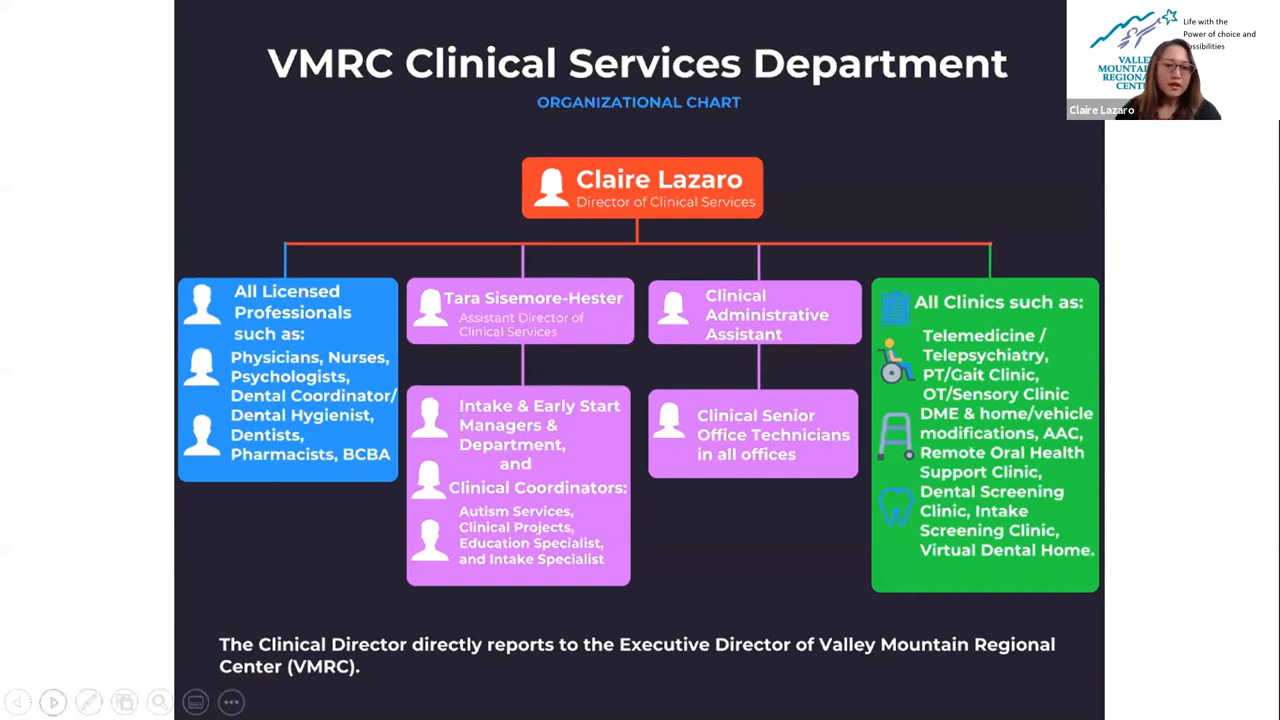 VMRC Clinical Services Department
ORGANIZATIONAL CHART
Life with the
Power of choice and
VALLEY
MOUNTAIN
REGIONAL
CENTER
Claire Lazaro
Claire Lazaro
Director of Clinical Services
All Licensed
Professionals
such as:
Physicians, Nurses,
Psychologists,
Dental Coordinator/
Dental Hygienist,
Dentists,
Pharmacists, BCBA
Tara Sisemore-Hester
Assistant Director of
Clinical Services
Intake & Early Start
Managers &
Department,
and
Clinical Coordinators:
Autism Services,
Clinical Projects,
Education Specialist,
and Intake Specialist
Clinical
Administrative
Assistant
Clinical Senior
Office Technicians
in all offices
All Clinics such as:
Telemedicine /
Telepsychiatry,
PT/Gait Clinic,
OT/Sensory Clinic
DME & home/vehicle
modifications, AAC,
Remote Oral Health
Support Clinic,
Dental Screening
Clinic, Intake
Screening Clinic,
Virtual Dental Home.
The Clinical Director directly reports to the Executive Director of Valley Mountain Regional
Center (VMRC).